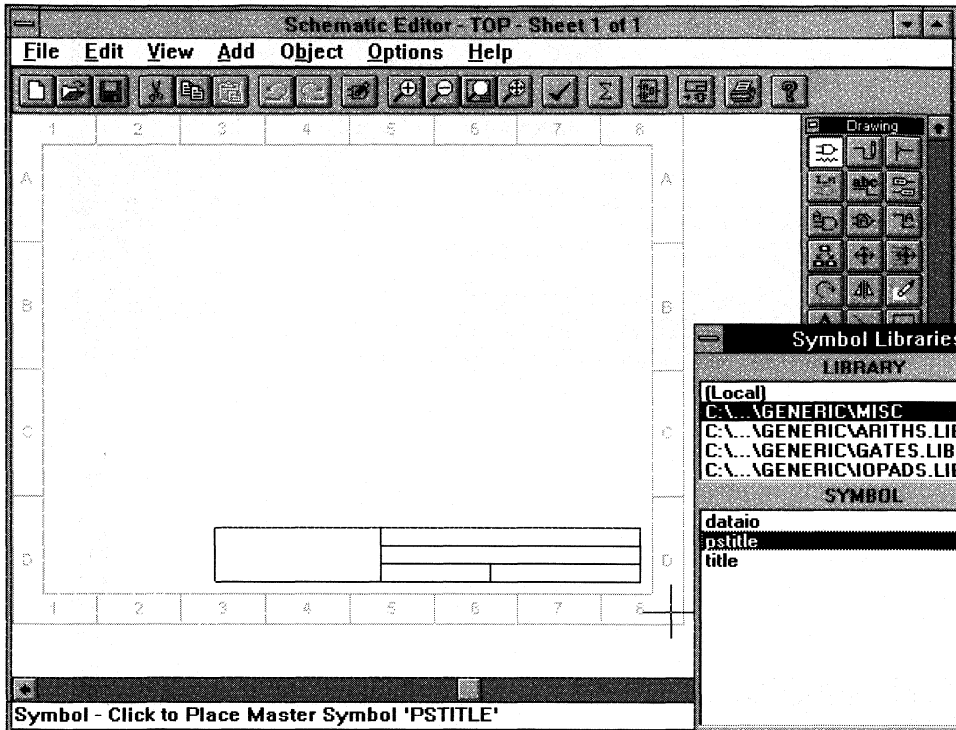 Schematic Editor - TOP - Sheet 1 of 1
File Edit View Add Object Options Help
1 2 3 4 5 6 7 8
Drawing
abc
A A
B B
Symbol Libraries
LIBRARY
(Local)
C:\...\GENERIC\MISC
C:\...\GENERIC\ARITHS.LIB
C:\...\GENERIC\GATES.LIB
C:\...\GENERIC\IOPADS.LIB
C C
SYMBOL
dataio
pstitle
title
D D
1 2 3 4 5 6 7 8
Symbol - Click to Place Master Symbol 'PSTITLE'